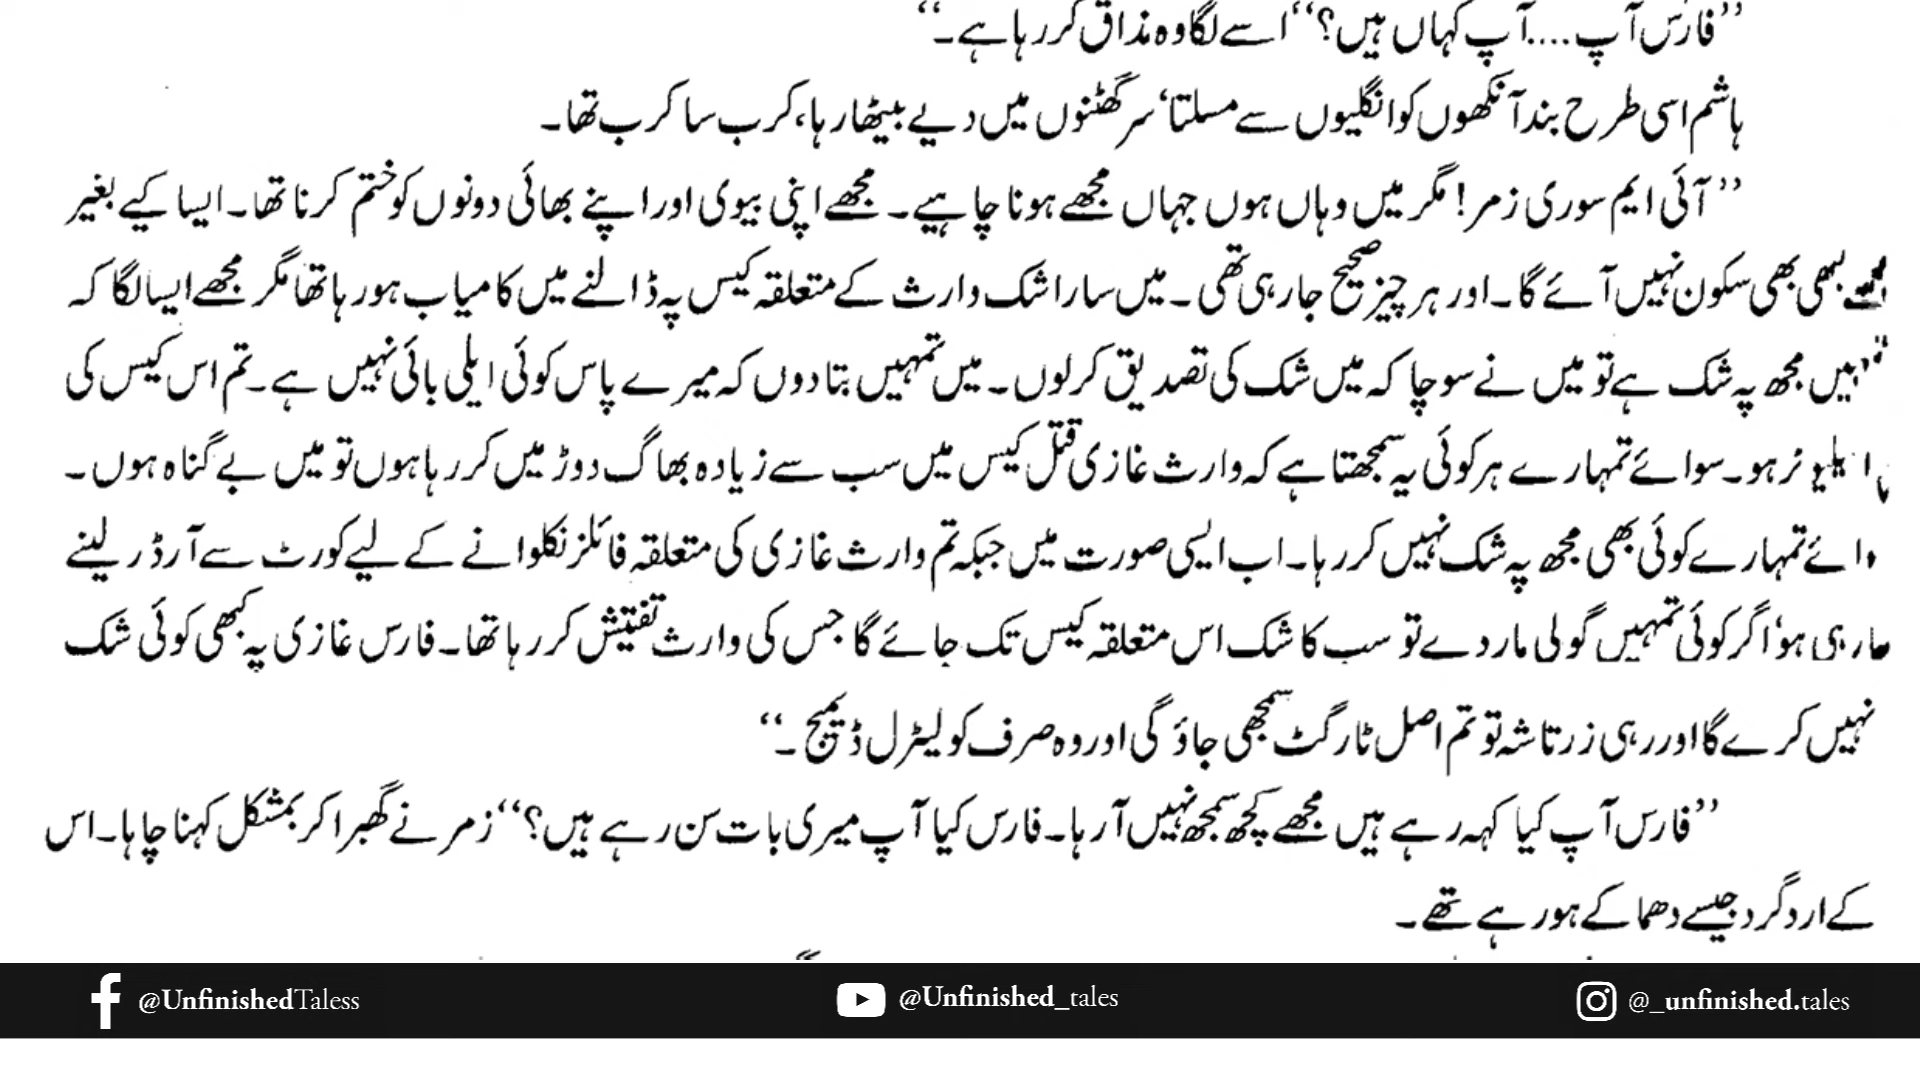 ’’فارس آپ....آپ کہاں ہیں؟‘‘ اسے لگا وہ مذاق کر رہا ہے۔‘‘
ہاشم اسی طرح بند آنکھوں کو انگلیوں سے مسلتا‘ سر گھٹنوں میں دیے بیٹھا رہا، کرب سا کرب تھا۔
’’آئی ایم سوری زمر! مگر میں وہاں ہوں جہاں مجھے ہونا چاہیے۔ مجھے اپنی بیوی اور اپنے بھائی دونوں کو ختم کرنا تھا۔ ایسا کیے بغیر
بھی سکون نہیں آئے گا۔ اور ہر چیز صحیح جا رہی تھی۔ میں سارا شک وارث کے متعلقہ کیس پہ ڈالنے میں کامیاب ہو رہا تھا مگر مجھے ایسا لگا کہ
مجھ پہ شک ہے تو میں نے سوچا کہ میں شک کی تصدیق کر لوں۔ میں تمہیں بتا دوں کہ میرے پاس کوئی ایلی بائی نہیں ہے۔ تم اس کیس کی
ہو۔ سوائے تمہارے ہر کوئی یہ سمجھتا ہے کہ وارث غازی قتل کیس میں سب سے زیادہ بھاگ دوڑ میں کر رہا ہوں تو میں بے گناہ ہوں۔
تمہارے کوئی بھی مجھ پہ شک نہیں کر رہا۔ اب ایسی صورت میں جبکہ تم وارث غازی کی متعلقہ فائلز نکلوانے کے لیے کورٹ سے آرڈر لینے
رہی ہو‘ اگر کوئی تمہیں گولی مار دے تو سب کا شک اس متعلقہ کیس تک جائے گا جس کی وارث تفتیش کر رہا تھا۔ فارس غازی پہ کبھی کوئی شک
نہیں کرے گا اور رہی زرتاشہ تو تم اصل ٹارگٹ سمجھی جاؤ گی اور وہ صرف کولیٹرل ڈیمیج۔‘‘
’’فارس آپ کیا کہہ رہے ہیں مجھے کچھ سمجھ نہیں آ رہا۔ فارس کیا آپ میری بات سن رہے ہیں؟‘‘ زمر نے گھبرا کر بمشکل کہنا چاہا۔ اس
کے ارد گرد جیسے دھماکے ہو رہے تھے۔
@UnfinishedTaless
@Unfinished_tales
@_unfinished.tales